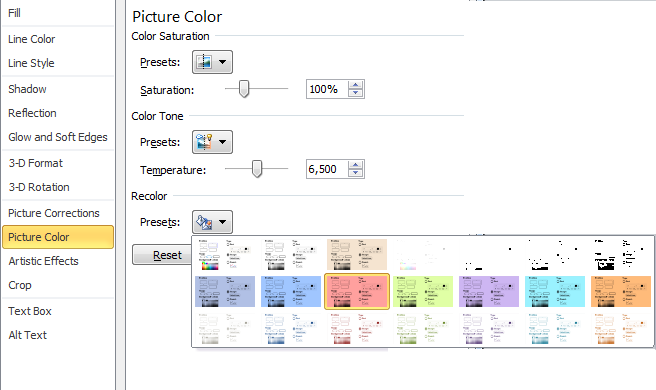 Fill
Line Color
Line Style
Shadow
Reflection
Glow and Soft Edges
3-D Format
3-D Rotation
Picture Corrections
Picture Color
Artistic Effects
Crop
Text Box
Alt Text
Picture Color
Color Saturation
Presets:
Saturation: 100%
Color Tone
Presets:
Temperature: 6,500
Recolor
Presets:
Reset